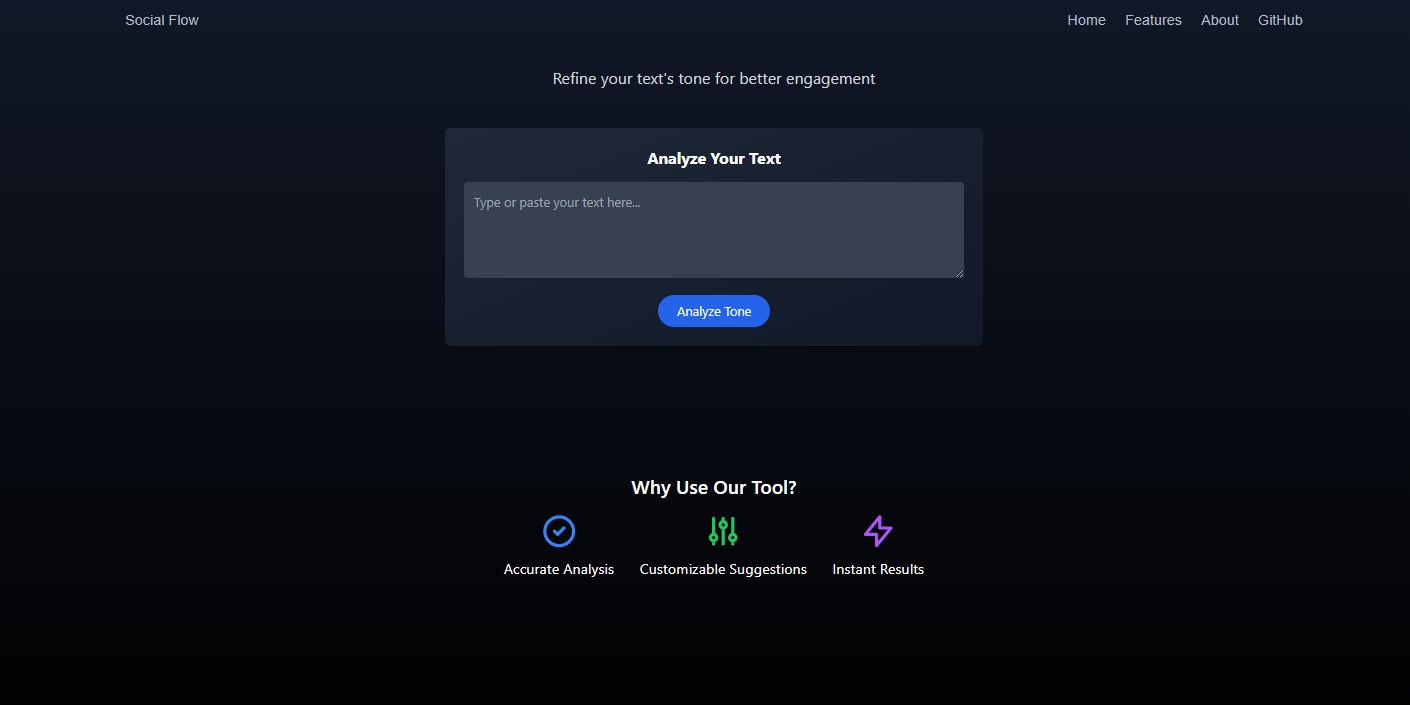 Social Flow
Home Features About GitHub
Refine your text's tone for better engagement
Analyze Your Text
Type or paste your text here...
Analyze Tone
Why Use Our Tool?
Accurate Analysis
Customizable Suggestions
Instant Results